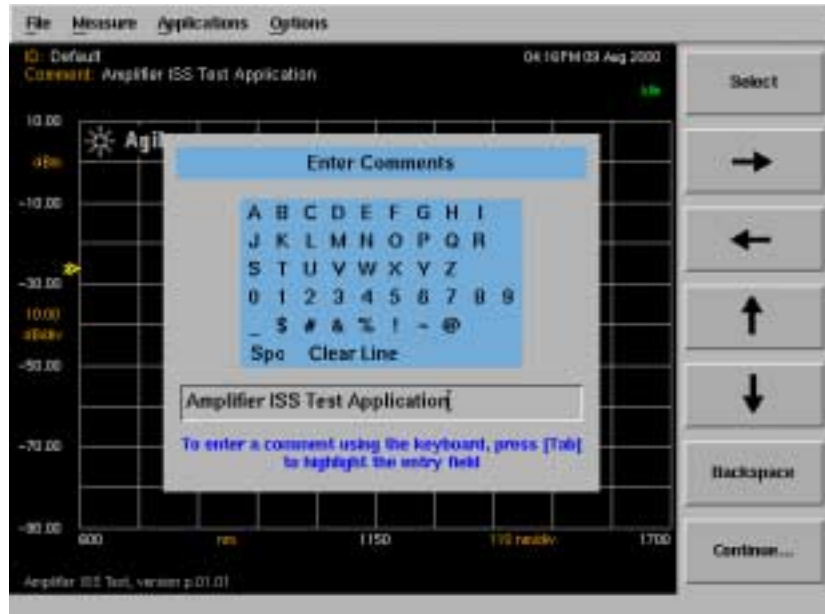 File Measure Applications Options
ID: Default
04:16PM 09 Aug 2000
Comment: Amplifier ISS Test Application
Idle
10.00
dBm
-10.00
-30.00
10.00
dB/div
-50.00
-70.00
-90.00
600 nm 1150 110 nm/div 1700
Agil
Enter Comments
A B C D E F G H I
J K L M N O P Q R
S T U V W X Y Z
0 1 2 3 4 5 6 7 8 9
_ $ # & % ! ~ @
Spc Clear Line
Amplifier ISS Test Application
To enter a comment using the keyboard, press [Tab]
to highlight the entry field
Amplifier ISS Test, version p.01.01
Select
Backspace
Continue...